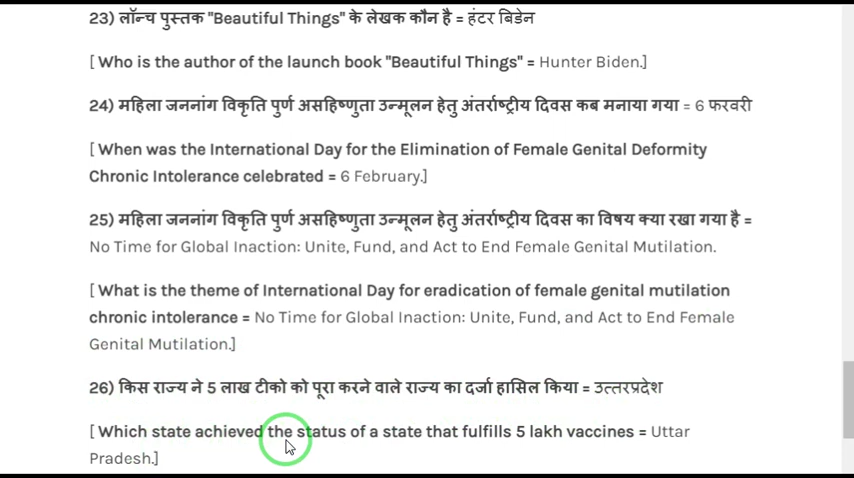 23) लॉन्च पुस्तक "Beautiful Things" के लेखक कौन है = हंटर बिडेन
[ Who is the author of the launch book "Beautiful Things" = Hunter Biden.]
24) महिला जननांग विकृति पुर्ण असहिष्णुता उन्मूलन हेतु अंतर्राष्ट्रीय दिवस कब मनाया गया = 6 फरवरी
[ When was the International Day for the Elimination of Female Genital Deformity
Chronic Intolerance celebrated = 6 February.]
25) महिला जननांग विकृति पुर्ण असहिष्णुता उन्मूलन हेतु अंतर्राष्ट्रीय दिवस का विषय क्या रखा गया है =
No Time for Global Inaction: Unite, Fund, and Act to End Female Genital Mutilation.
[ What is the theme of International Day for eradication of female genital mutilation
chronic intolerance = No Time for Global Inaction: Unite, Fund, and Act to End Female
Genital Mutilation.]
26) किस राज्य ने 5 लाख टीको को पूरा करने वाले राज्य का दर्जा हासिल किया = उत्तरप्रदेश
[ Which state achieved the status of a state that fulfills 5 lakh vaccines = Uttar
Pradesh.]